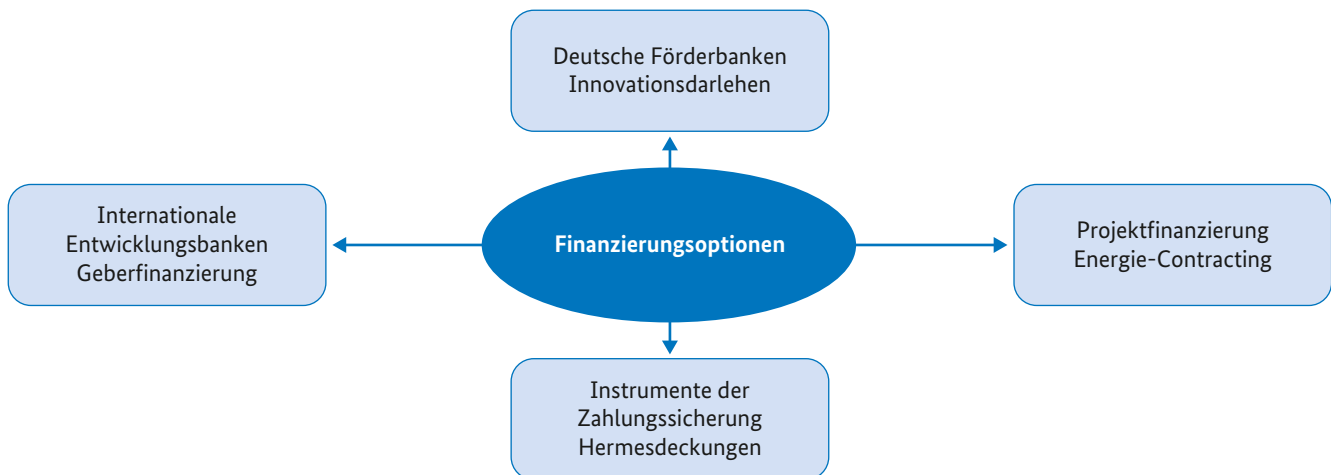 Deutsche Förderbanken
Innovationsdarlehen
Internationale
Entwicklungsbanken
Geberfinanzierung
Finanzierungsoptionen
Projektfinanzierung
Energie-Contracting
Instrumente der
Zahlungssicherung
Hermesdeckungen